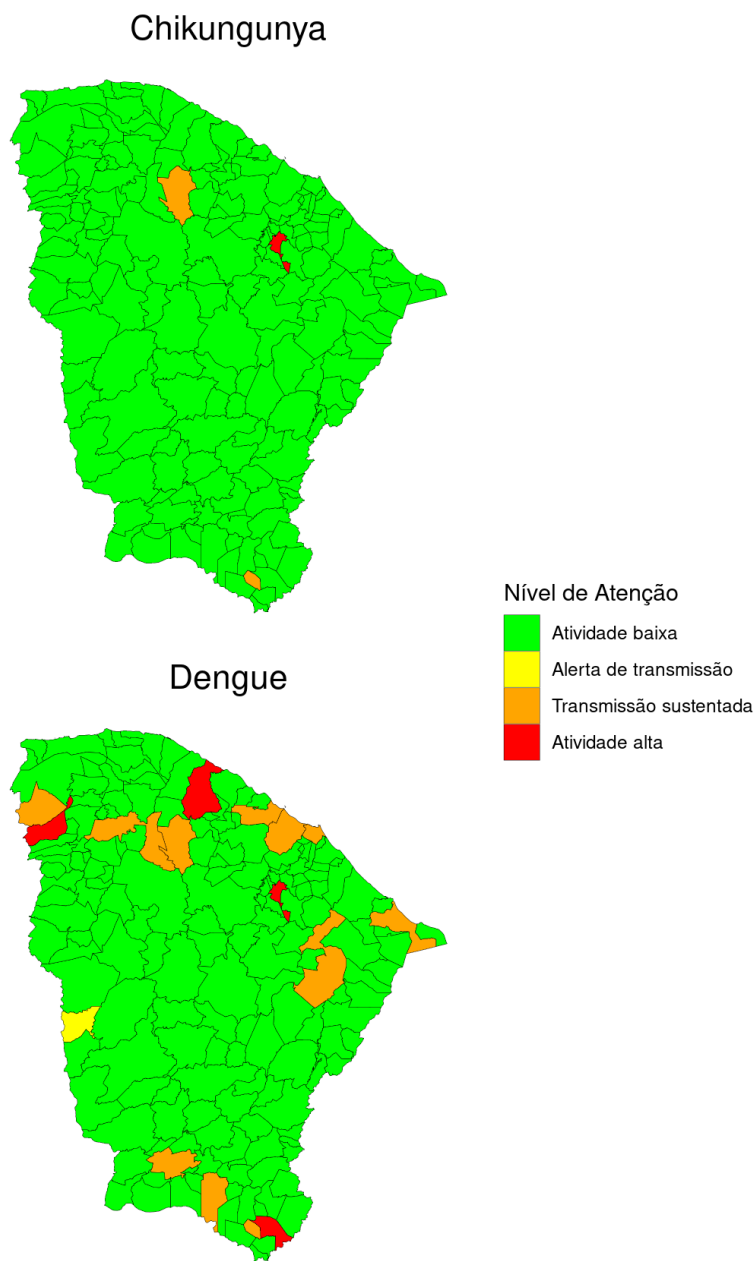 Chikungunya
Nível de Atenção
Atividade baixa
Alerta de transmissão
Transmissão sustentada
Atividade alta
Dengue